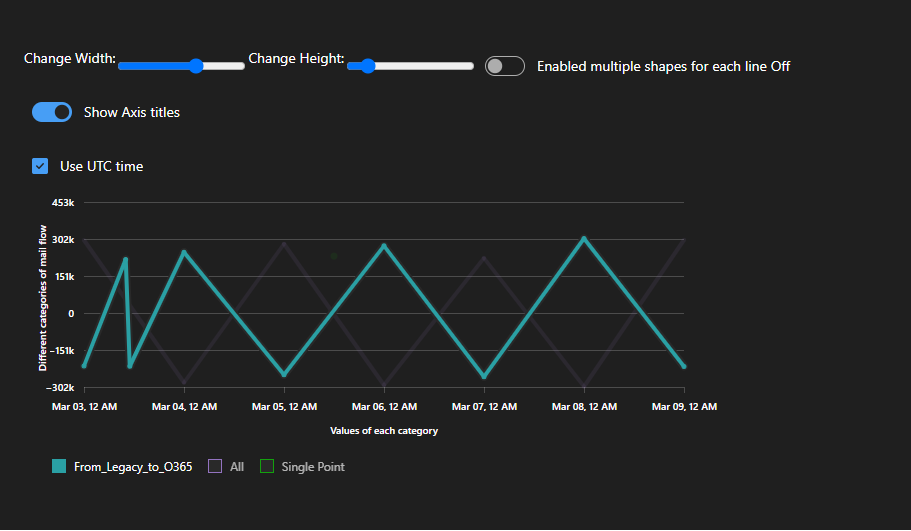 Change Width: Change Height: Enabled multiple shapes for each line Off
Show Axis titles
Use UTC time
453k
302k
151k
0
−151k
−302k
Different categories of mail flow
Mar 03, 12 AM Mar 04, 12 AM Mar 05, 12 AM Mar 06, 12 AM Mar 07, 12 AM Mar 08, 12 AM Mar 09, 12 AM
Values of each category
From_Legacy_to_O365 All Single Point